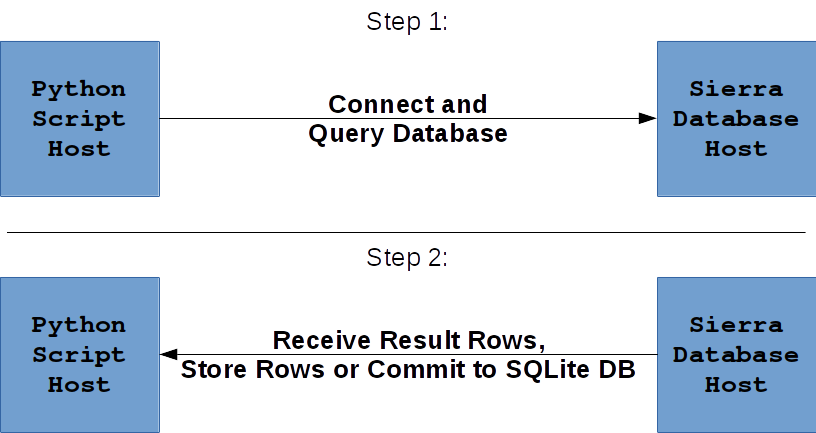 Step 1:
Python
Script
Host
Connect and
Query Database
Sierra
Database
Host
Step 2:
Python
Script
Host
Receive Result Rows,
Store Rows or Commit to SQLite DB
Sierra
Database
Host